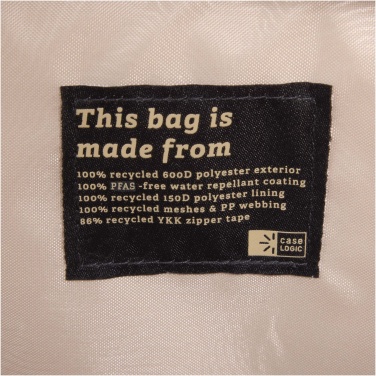 This bag is
made from
100% recycled 600D polyester exterior
100% PFAS-free water repellant coating
100% recycled 150D polyester lining
100% recycled meshes & PP webbing
86% recycled YKK zipper tape
case
LOGIC